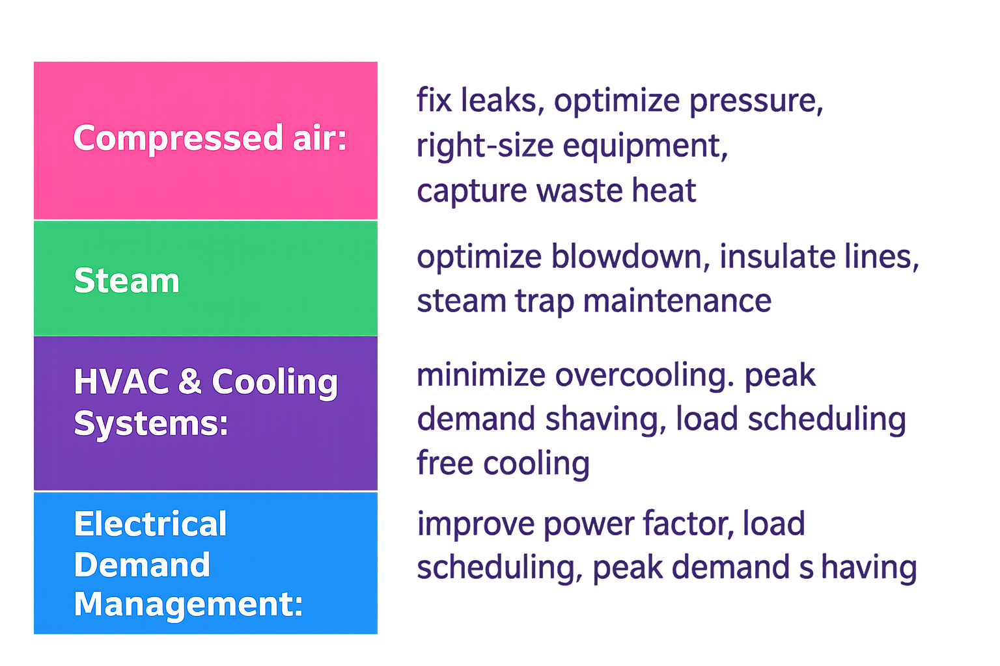 Compressed air:
fix leaks, optimize pressure,
right-size equipment,
capture waste heat
Steam
optimize blowdown, insulate lines,
steam trap maintenance
HVAC & Cooling
Systems:
minimize overcooling. peak
demand shaving, load scheduling
free cooling
Electrical
Demand
Management:
improve power factor, load
scheduling, peak demand s having